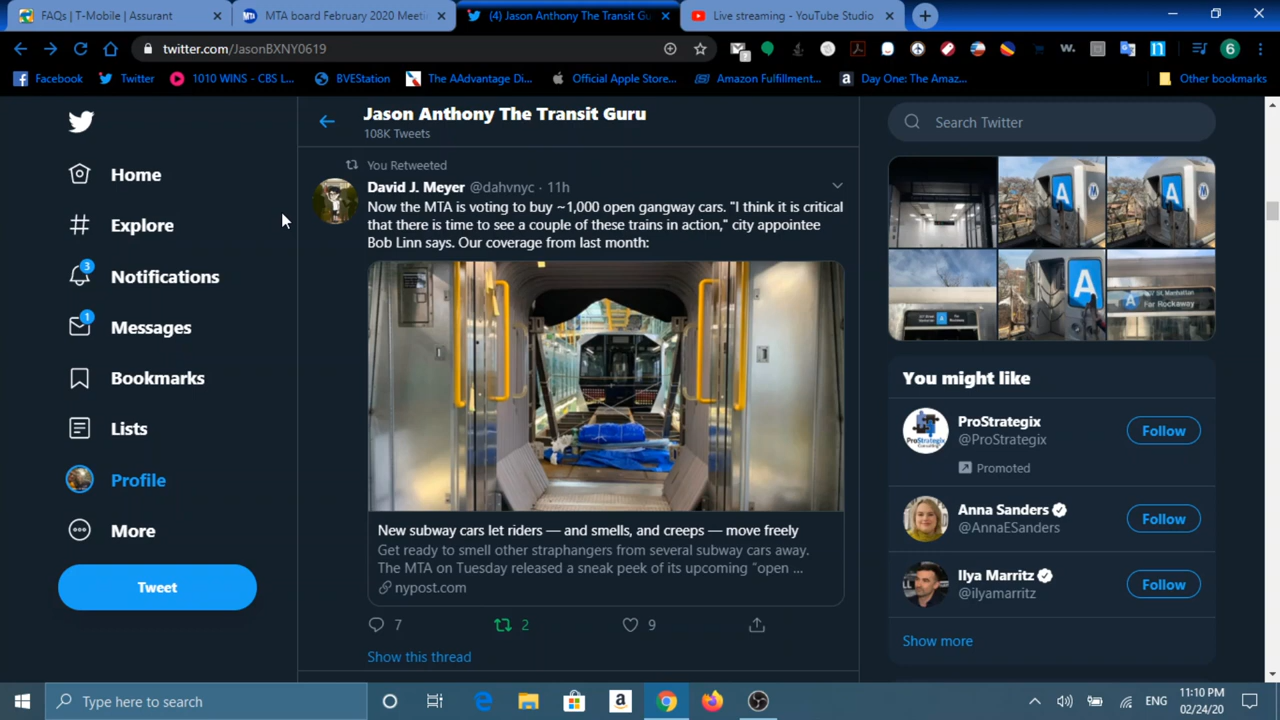 FAQs | T-Mobile | Assurant
MTA board February 2020 Meeti
(4) Jason Anthony The Transit Gu
Live streaming - YouTube Studio
twitter.com/JasonBXNY0619
6
Facebook
Twitter
1010 WINS - CBS L...
BVEStation
The AAdvantage Di...
Official Apple Store...
Amazon Fulfillment...
Day One: The Amaz...
Other bookmarks
Jason Anthony The Transit Guru
108K Tweets
Search Twitter
Home
Explore
3
Notifications
1
Messages
Bookmarks
Lists
Profile
More
Tweet
You Retweeted
David J. Meyer @dahvnyc · 11h
Now the MTA is voting to buy ~1,000 open gangway cars. "I think it is critical
that there is time to see a couple of these trains in action," city appointee
Bob Linn says. Our coverage from last month:
New subway cars let riders — and smells, and creeps — move freely
Get ready to smell other straphangers from several subway cars away.
The MTA on Tuesday released a sneak peek of its upcoming "open ...
nypost.com
7
2
9
Show this thread
A
A
A
A
For Rockaway
You might like
ProStrategix
@ProStrategix
Promoted
Follow
Anna Sanders
@AnnaESanders
Follow
Ilya Marritz
@ilyamarritz
Follow
Show more
Type here to search
ENG
11:10 PM
02/24/20